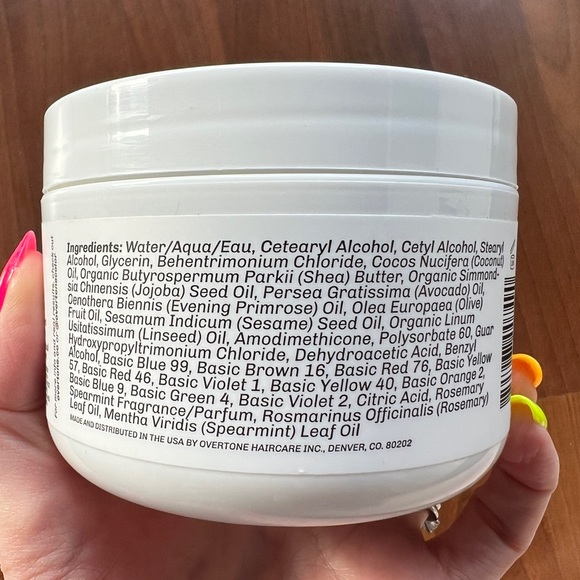 Ingredients: Water/Aqua/Eau, Cetearyl Alcohol, Cetyl Alcohol, Stearyl
Alcohol, Glycerin, Behentrimonium Chloride, Cocos Nucifera (Coconut)
Oil, Organic Butyrospermum Parkii (Shea) Butter, Organic Simmond-
sia Chinensis (Jojoba) Seed Oil, Persea Gratissima (Avocado) Oil,
Oenothera Biennis (Evening Primrose) Oil, Olea Europaea (Olive)
Fruit Oil, Sesamum Indicum (Sesame) Seed Oil, Organic Linum
Usitatissimum (Linseed) Oil, Amodimethicone, Polysorbate 60, Guar
Hydroxypropyltrimonium Chloride, Dehydroacetic Acid, Benzyl
Alcohol, Basic Blue 99, Basic Brown 16, Basic Red 76, Basic Yellow
57, Basic Red 46, Basic Violet 1, Basic Yellow 40, Basic Orange 2,
Basic Blue 9, Basic Green 4, Basic Violet 2, Citric Acid, Rosemary
Spearmint Fragrance/Parfum, Rosmarinus Officinalis (Rosemary)
Leaf Oil, Mentha Viridis (Spearmint) Leaf Oil
MADE AND DISTRIBUTED IN THE USA BY OVERTONE HAIRCARE INC., DENVER, CO. 80202